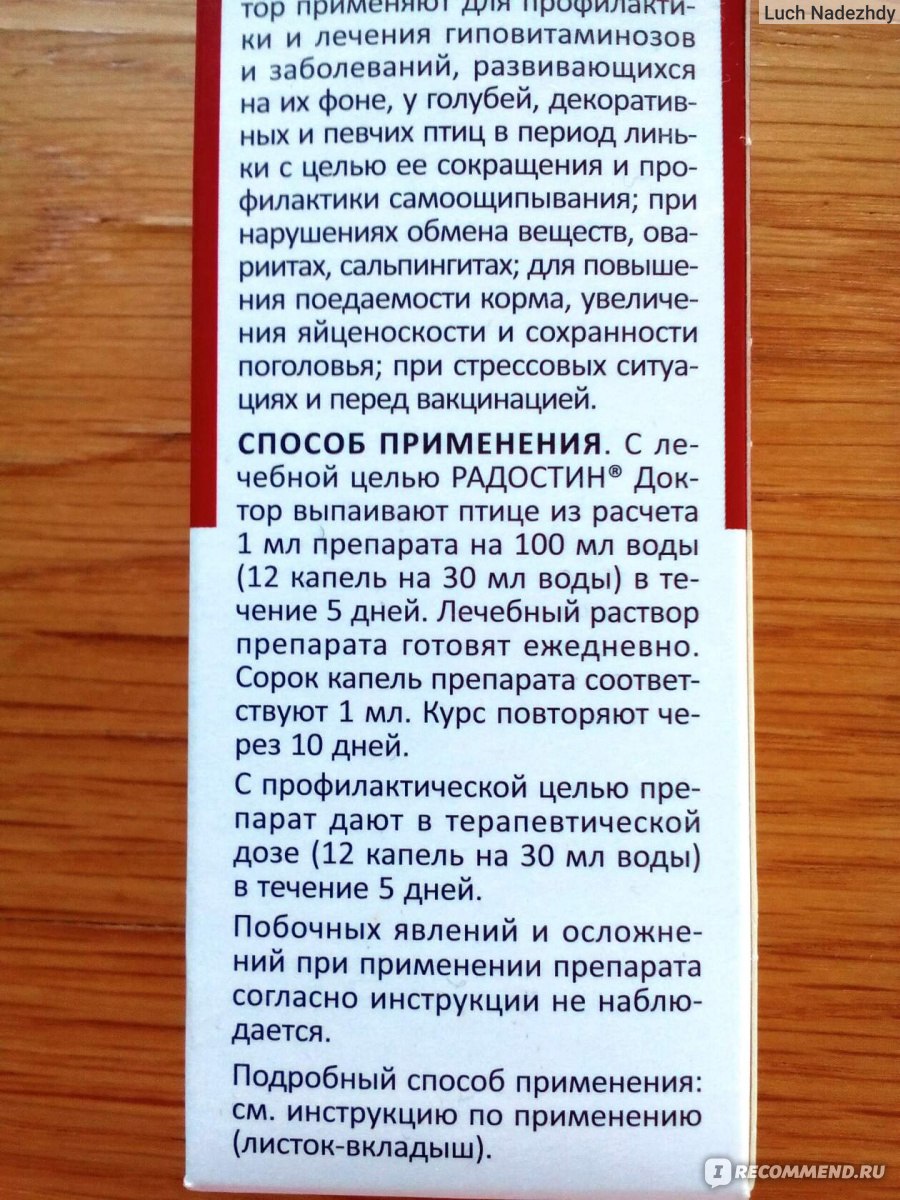 Luch Nadezhdy
тор применяют для профилакти-
ки и лечения гиповитаминозов
и заболеваний, развивающихся
на их фоне, у голубей, декоратив-
ных и певчих птиц в период линь-
ки с целью ее сокращения и про-
филактики самоощипывания; при
нарушениях обмена веществ, ова-
риитах, сальпингитах; для повыше-
ния поедаемости корма, увеличе-
ния яйценоскости и сохранности
поголовья; при стрессовых ситуа-
циях и перед вакцинацией.
СПОСОБ ПРИМЕНЕНИЯ. С ле-
чебной целью РАДОСТИН® Док-
тор выпаивают птице из расчета
1 мл препарата на 100 мл воды
(12 капель на 30 мл воды) в те-
чение 5 дней. Лечебный раствор
препарата готовят ежедневно.
Сорок капель препарата соответ-
ствуют 1 мл. Курс повторяют че-
рез 10 дней.
С профилактической целью пре-
парат дают в терапевтической
дозе (12 капель на 30 мл воды)
в течение 5 дней.
Побочных явлений и осложне-
ний при применении препарата
согласно инструкции не наблю-
дается.
Подробный способ применения:
см. инструкцию по применению
(листок-вкладыш).
IRECOMMEND.RU